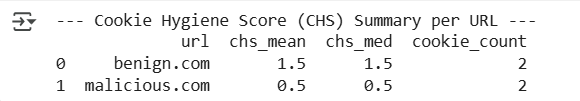 --- Cookie Hygiene Score (CHS) Summary per URL ---
url chs_mean chs_med cookie_count
0 benign.com 1.5 1.5 2
1 malicious.com 0.5 0.5 2